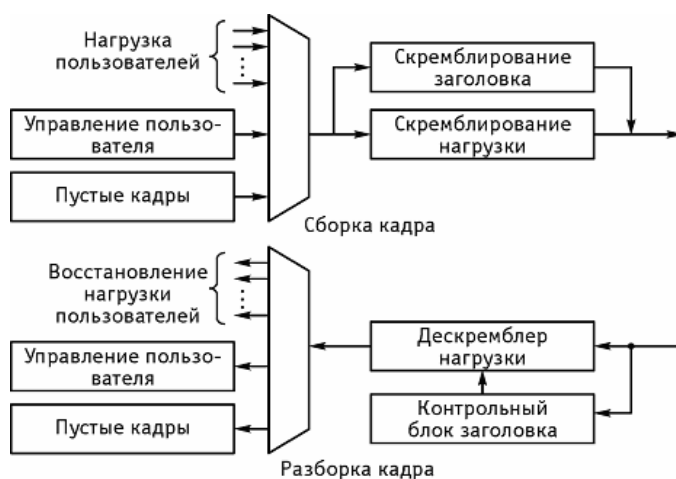 Нагрузка
пользователей
Скремблирование
заголовка
Управление пользо-
вателя
Скремблирование
нагрузки
Пустые кадры
Сборка кадра
Восстановление
нагрузки
пользователей
Управление пользо-
вателя
Дескремблер
нагрузки
Пустые кадры
Контрольный
блок заголовка
Разборка кадра